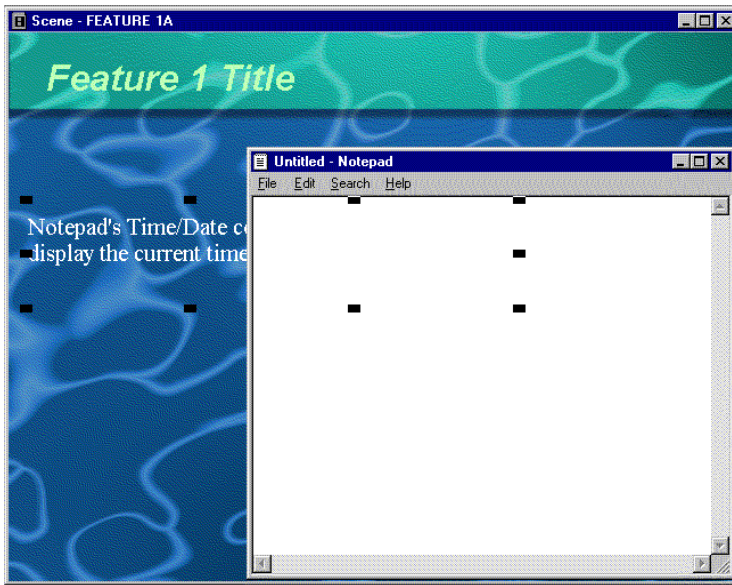 Scene - FEATURE 1A
Feature 1 Title
Untitled - Notepad
File Edit Search Help
Notepad's Time/Date
display the current time